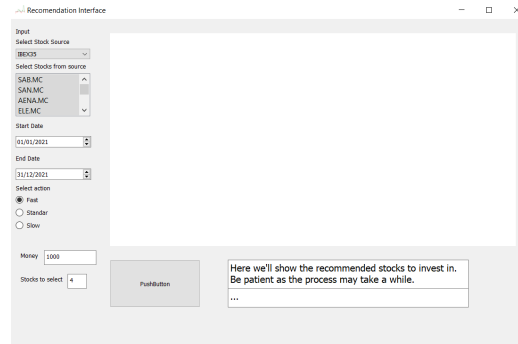 Recomendation Interface
Input
Select Stock Source
IBEX35
Select Stocks from source
SAB.MC
SAN.MC
AENA.MC
ELE.MC
Start Date
01/01/2021
End Date
31/12/2021
Select action
Fast
Standar
Slow
Money 1000
Stocks to select 4
PushButton
Here we'll show the recommended stocks to invest in.
Be patient as the process may take a while.
...